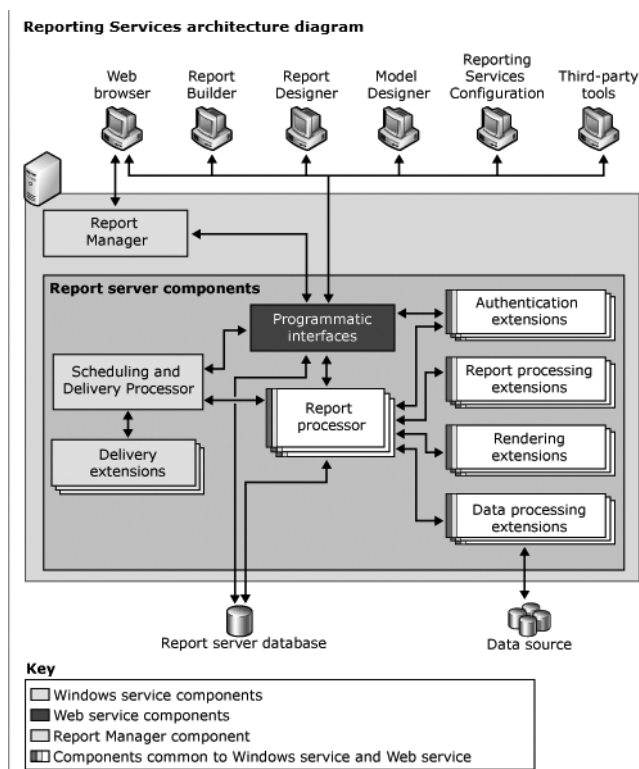 Reporting Services architecture diagram
Web
browser
Report
Builder
Report
Designer
Model
Designer
Reporting
Services
Configuration
Third-party
tools
Report
Manager
Report server components
Programmatic
interfaces
Authentication
extensions
Scheduling and
Delivery Processor
Report processing
extensions
Report
processor
Rendering
extensions
Delivery
extensions
Data processing
extensions
Report server database
Data source
Key
Windows service components
Web service components
Report Manager component
Components common to Windows service and Web service